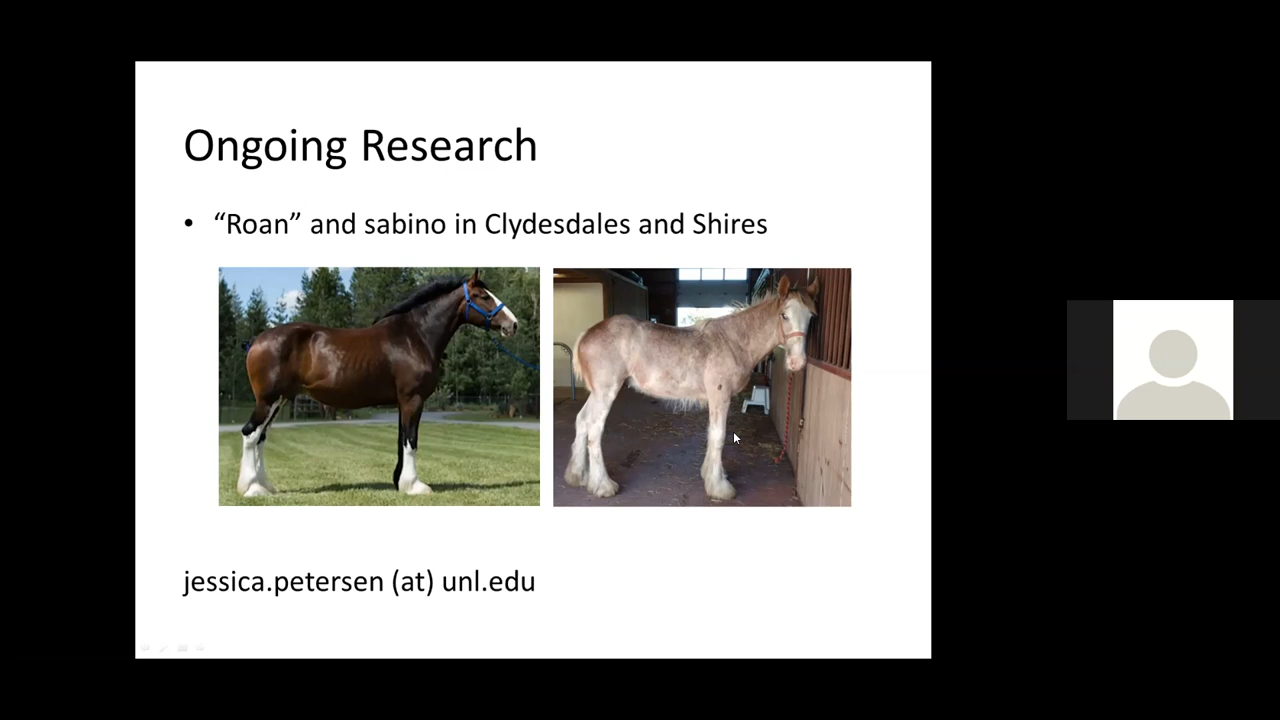 Ongoing Research
• “Roan” and sabino in Clydesdales and Shires
jessica.petersen (at) unl.edu